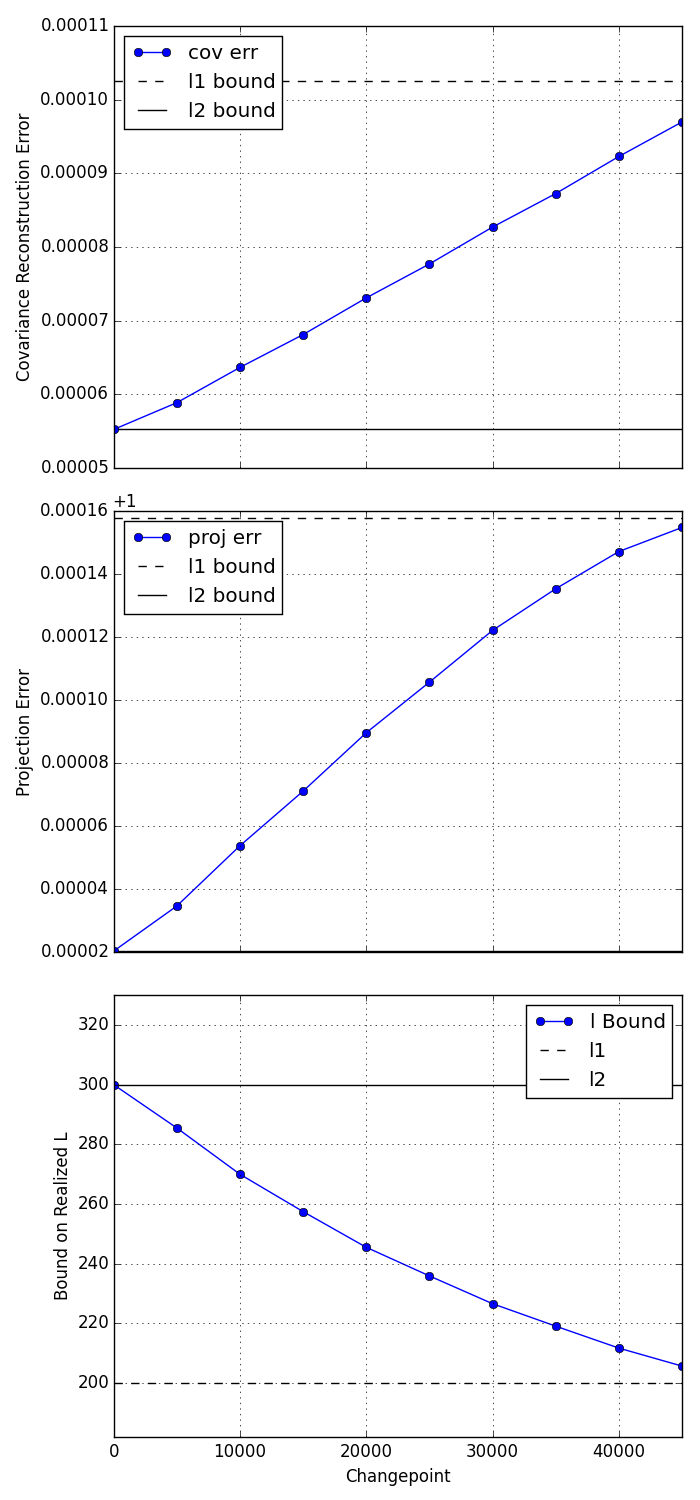 0.00011
0.00010
0.00009
0.00008
0.00007
0.00006
0.00005
Covariance Reconstruction Error
cov err
l1 bound
l2 bound
+1
0.00016
0.00014
0.00012
0.00010
0.00008
0.00006
0.00004
0.00002
Projection Error
proj err
l1 bound
l2 bound
320
300
280
260
240
220
200
Bound on Realized L
l Bound
l1
l2
0 10000 20000 30000 40000
Changepoint